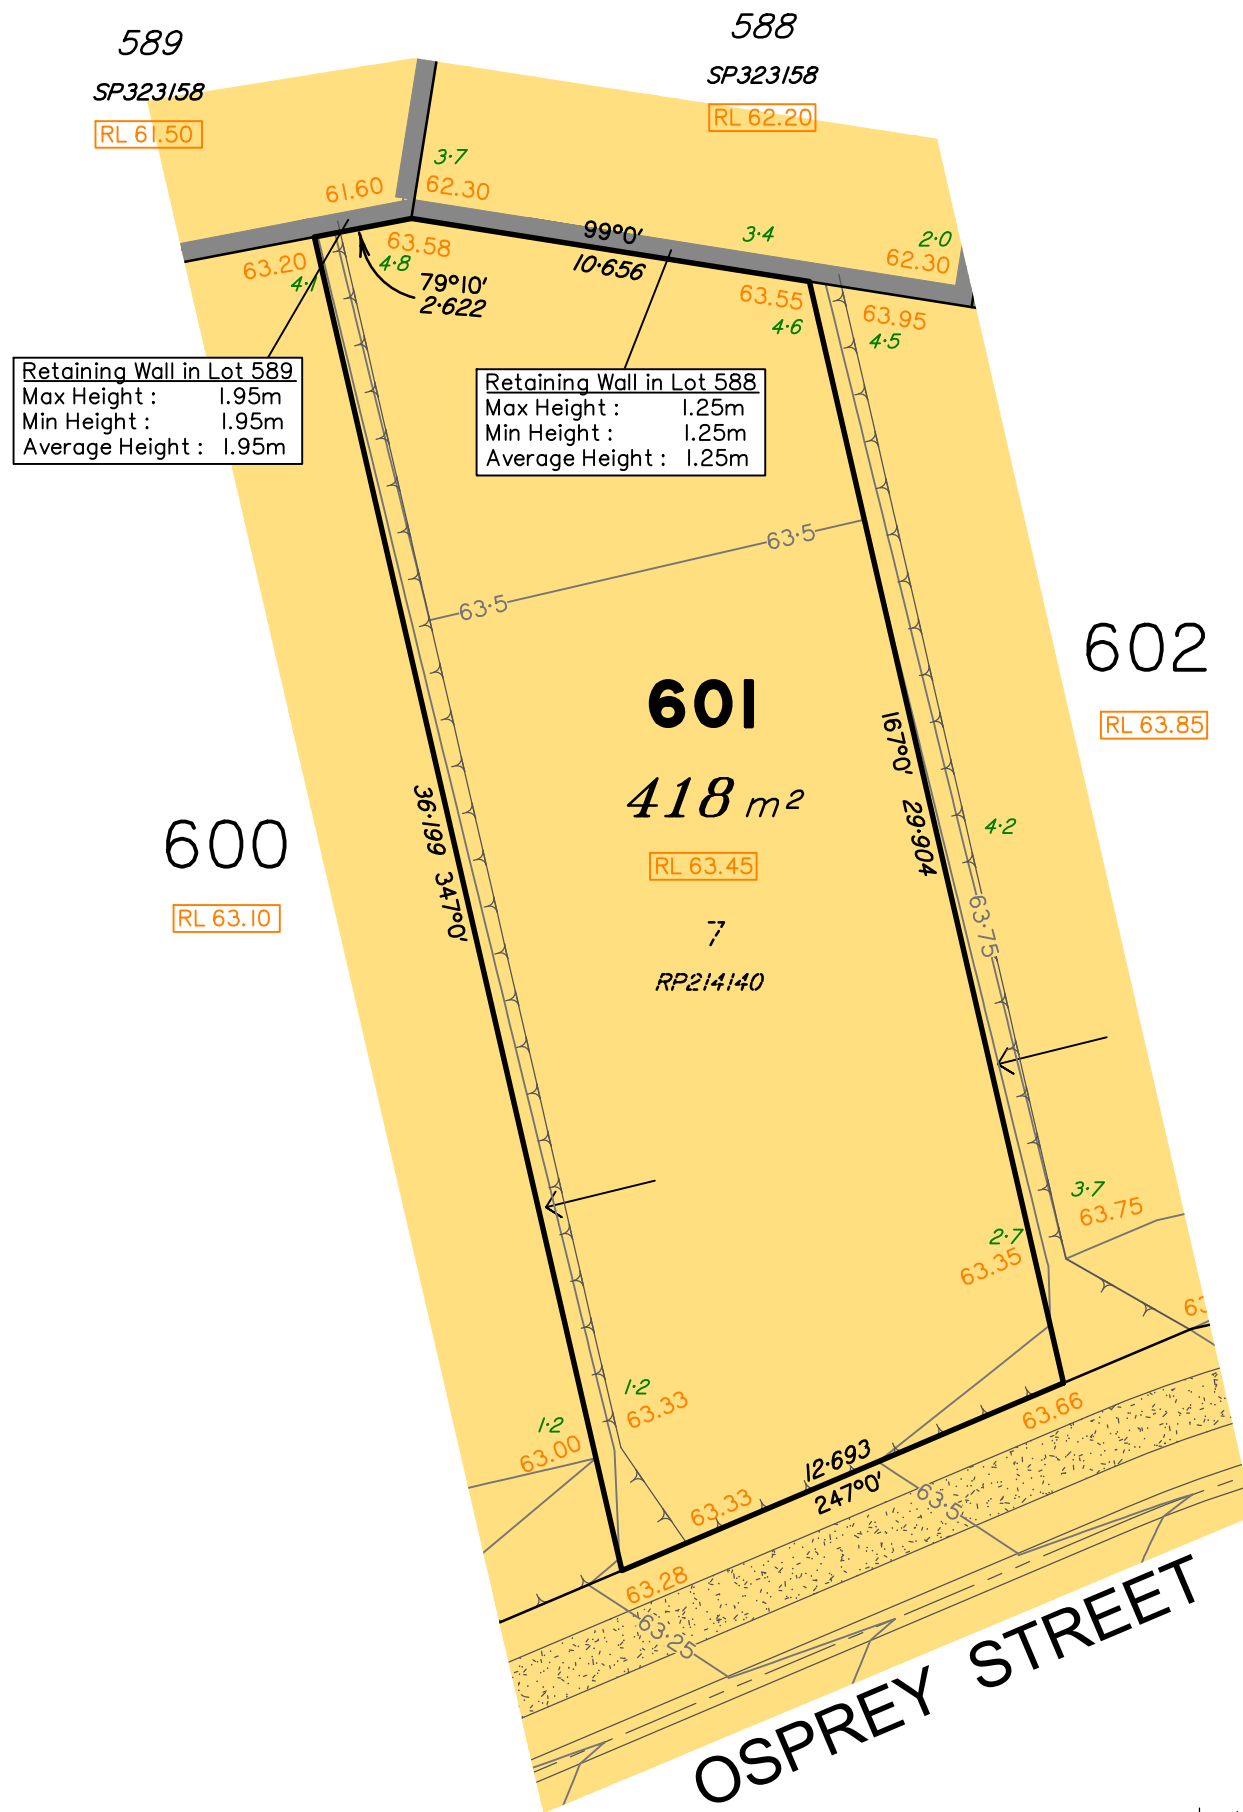 589
SP323158
RL 61.50
588
SP323158
RL 62.20
3·7
61.60
62.30
99°0'
10·656
3·4
2·0
62.30
63.20
4·1
63.58
4·8
79°10'
2·622
63.55
4·6
63.95
4·5
Retaining Wall in Lot 589
Max Height : 1.95m
Min Height : 1.95m
Average Height : 1.95m
Retaining Wall in Lot 588
Max Height : 1.25m
Min Height : 1.25m
Average Height : 1.25m
63·5
63·5
601
418 m²
RL 63.45
7
RP214140
602
RL 63.85
600
RL 63.10
36·199 347°0'
167°0' 29·904
4·2
63·75
3·7
63.75
2·7
63.35
1·2
63.33
1·2
63.00
63.66
12·693
247°0'
63.33
63·5
63.28
63·25
OSPREY STREET